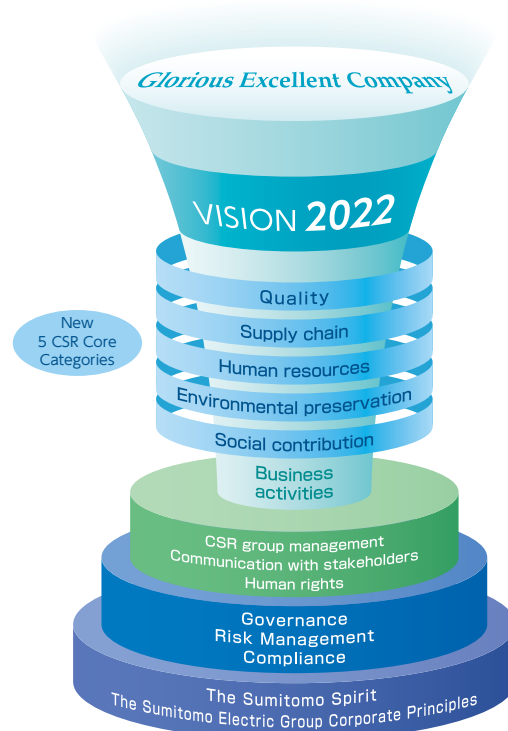 Glorious Excellent Company
VISION 2022
Quality
Supply chain
Human resources
Environmental preservation
Social contribution
New
5 CSR Core
Categories
Business
activities
CSR group management
Communication with stakeholders
Human rights
Governance
Risk Management
Compliance
The Sumitomo Spirit
The Sumitomo Electric Group Corporate Principles